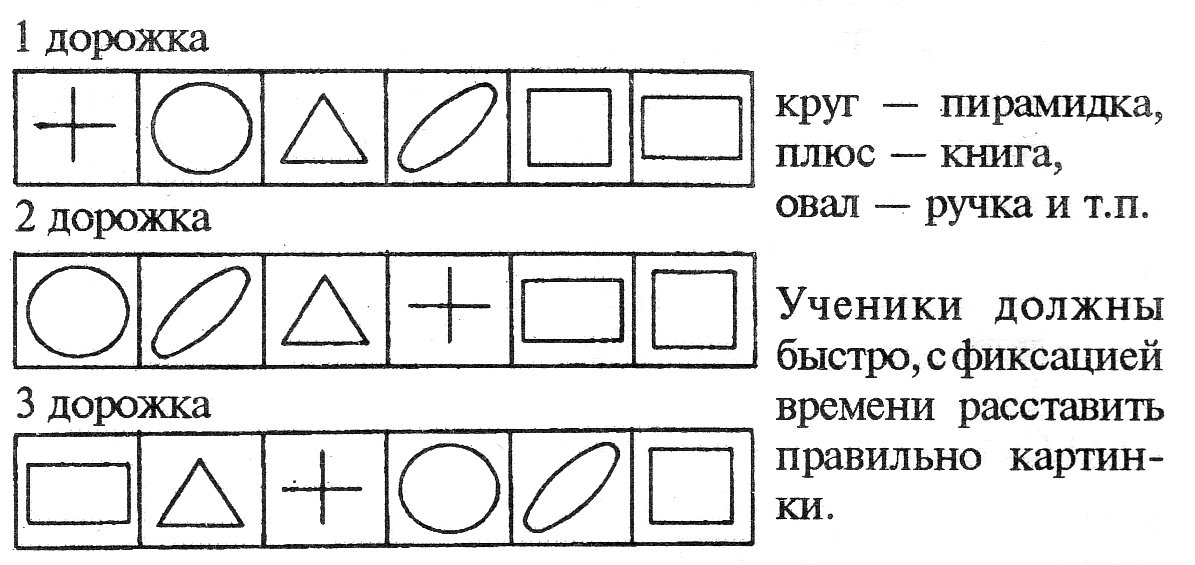 1 дорожка
круг — пирамидка,
плюс — книга,
овал — ручка и т.п.
2 дорожка
Ученики должны
быстро, с фиксацией
времени расставить
правильно картин-
ки.
3 дорожка